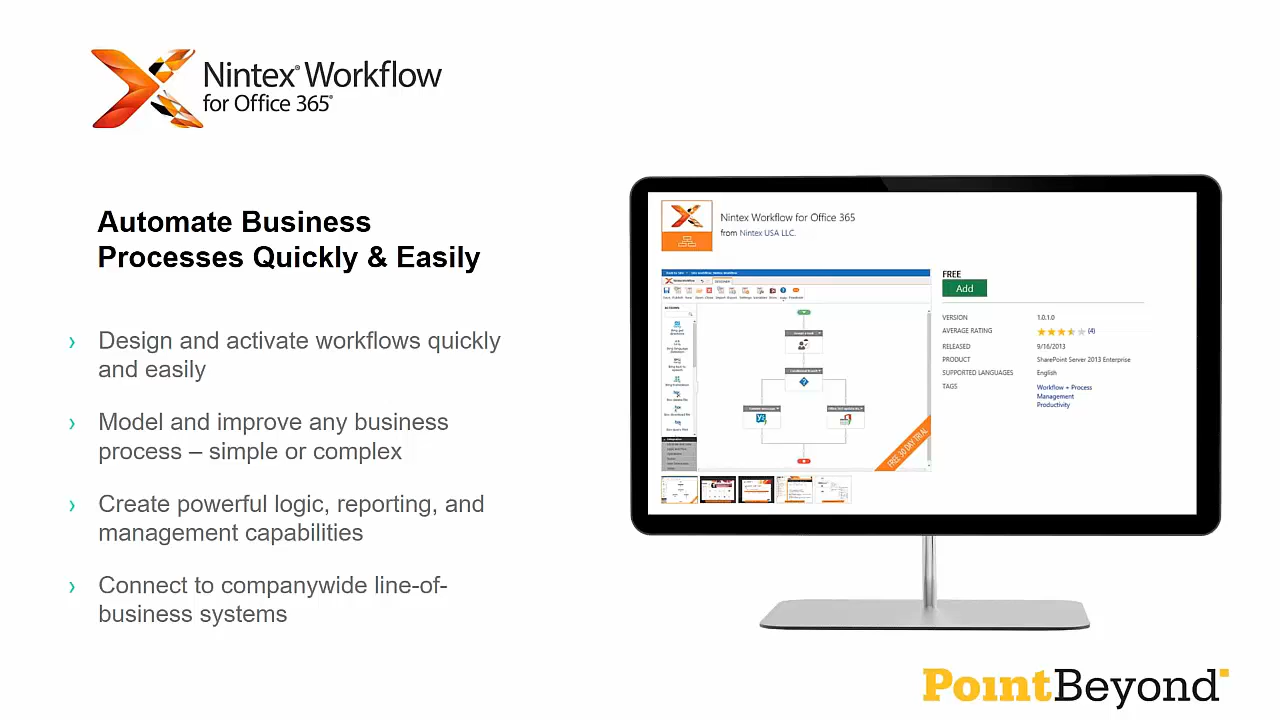 Nintex® Workflow
for Office 365®
Automate Business
Processes Quickly & Easily
› Design and activate workflows quickly
and easily
› Model and improve any business
process – simple or complex
› Create powerful logic, reporting, and
management capabilities
› Connect to companywide line-of-
business systems
Nintex Workflow for Office 365
from Nintex USA LLC.
FREE
Add
VERSION 1.0.1.0
AVERAGE RATING (4)
RELEASED 9/16/2013
PRODUCT SharePoint Server 2013 Enterprise
SUPPORTED LANGUAGES English
TAGS Workflow + Process
Management
Productivity
FREE 30 DAY TRIAL
PointBeyond